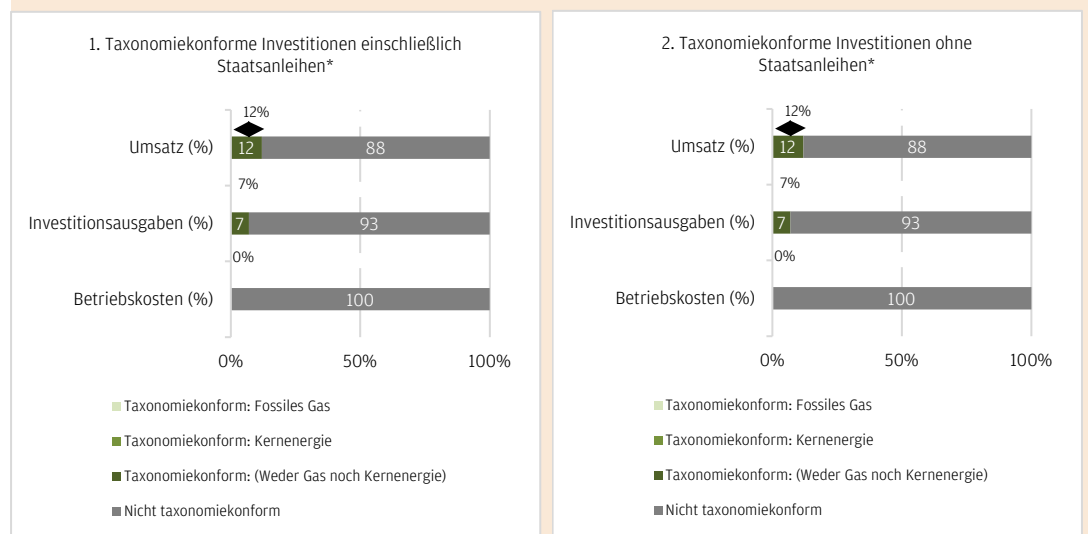 1. Taxonomiekonforme Investitionen einschließlich
Staatsanleihen*
12%
Umsatz (%)
12
88
7%
Investitionsausgaben (%)
7
93
0%
Betriebskosten (%)
100
0%
50%
100%
Taxonomiekonform: Fossiles Gas
Taxonomiekonform: Kernenergie
Taxonomiekonform: (Weder Gas noch Kernenergie)
Nicht taxonomiekonform
2. Taxonomiekonforme Investitionen ohne
Staatsanleihen*
12%
Umsatz (%)
12
88
7%
Investitionsausgaben (%)
7
93
0%
Betriebskosten (%)
100
0%
50%
100%
Taxonomiekonform: Fossiles Gas
Taxonomiekonform: Kernenergie
Taxonomiekonform: (Weder Gas noch Kernenergie)
Nicht taxonomiekonform